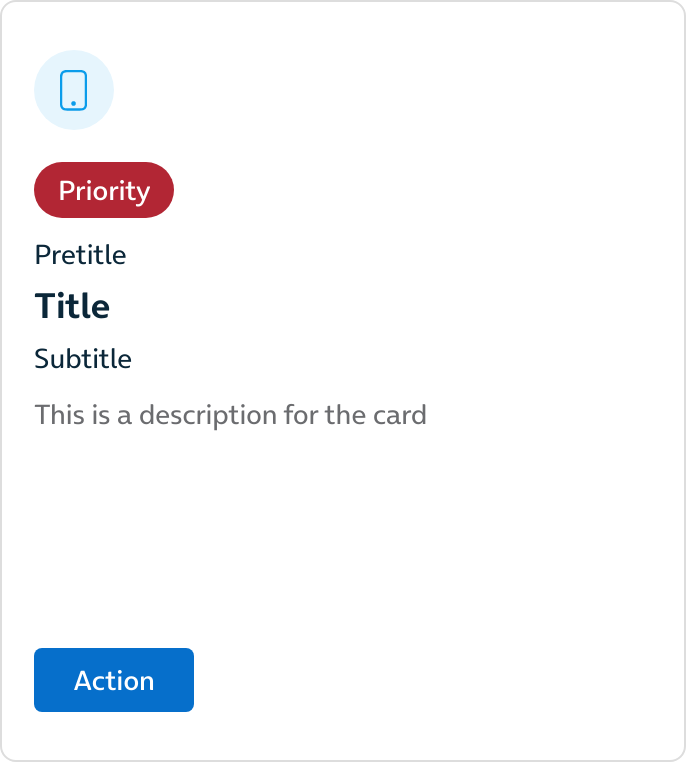 Priority
Pretitle
Title
Subtitle
This is a description for the card
Action